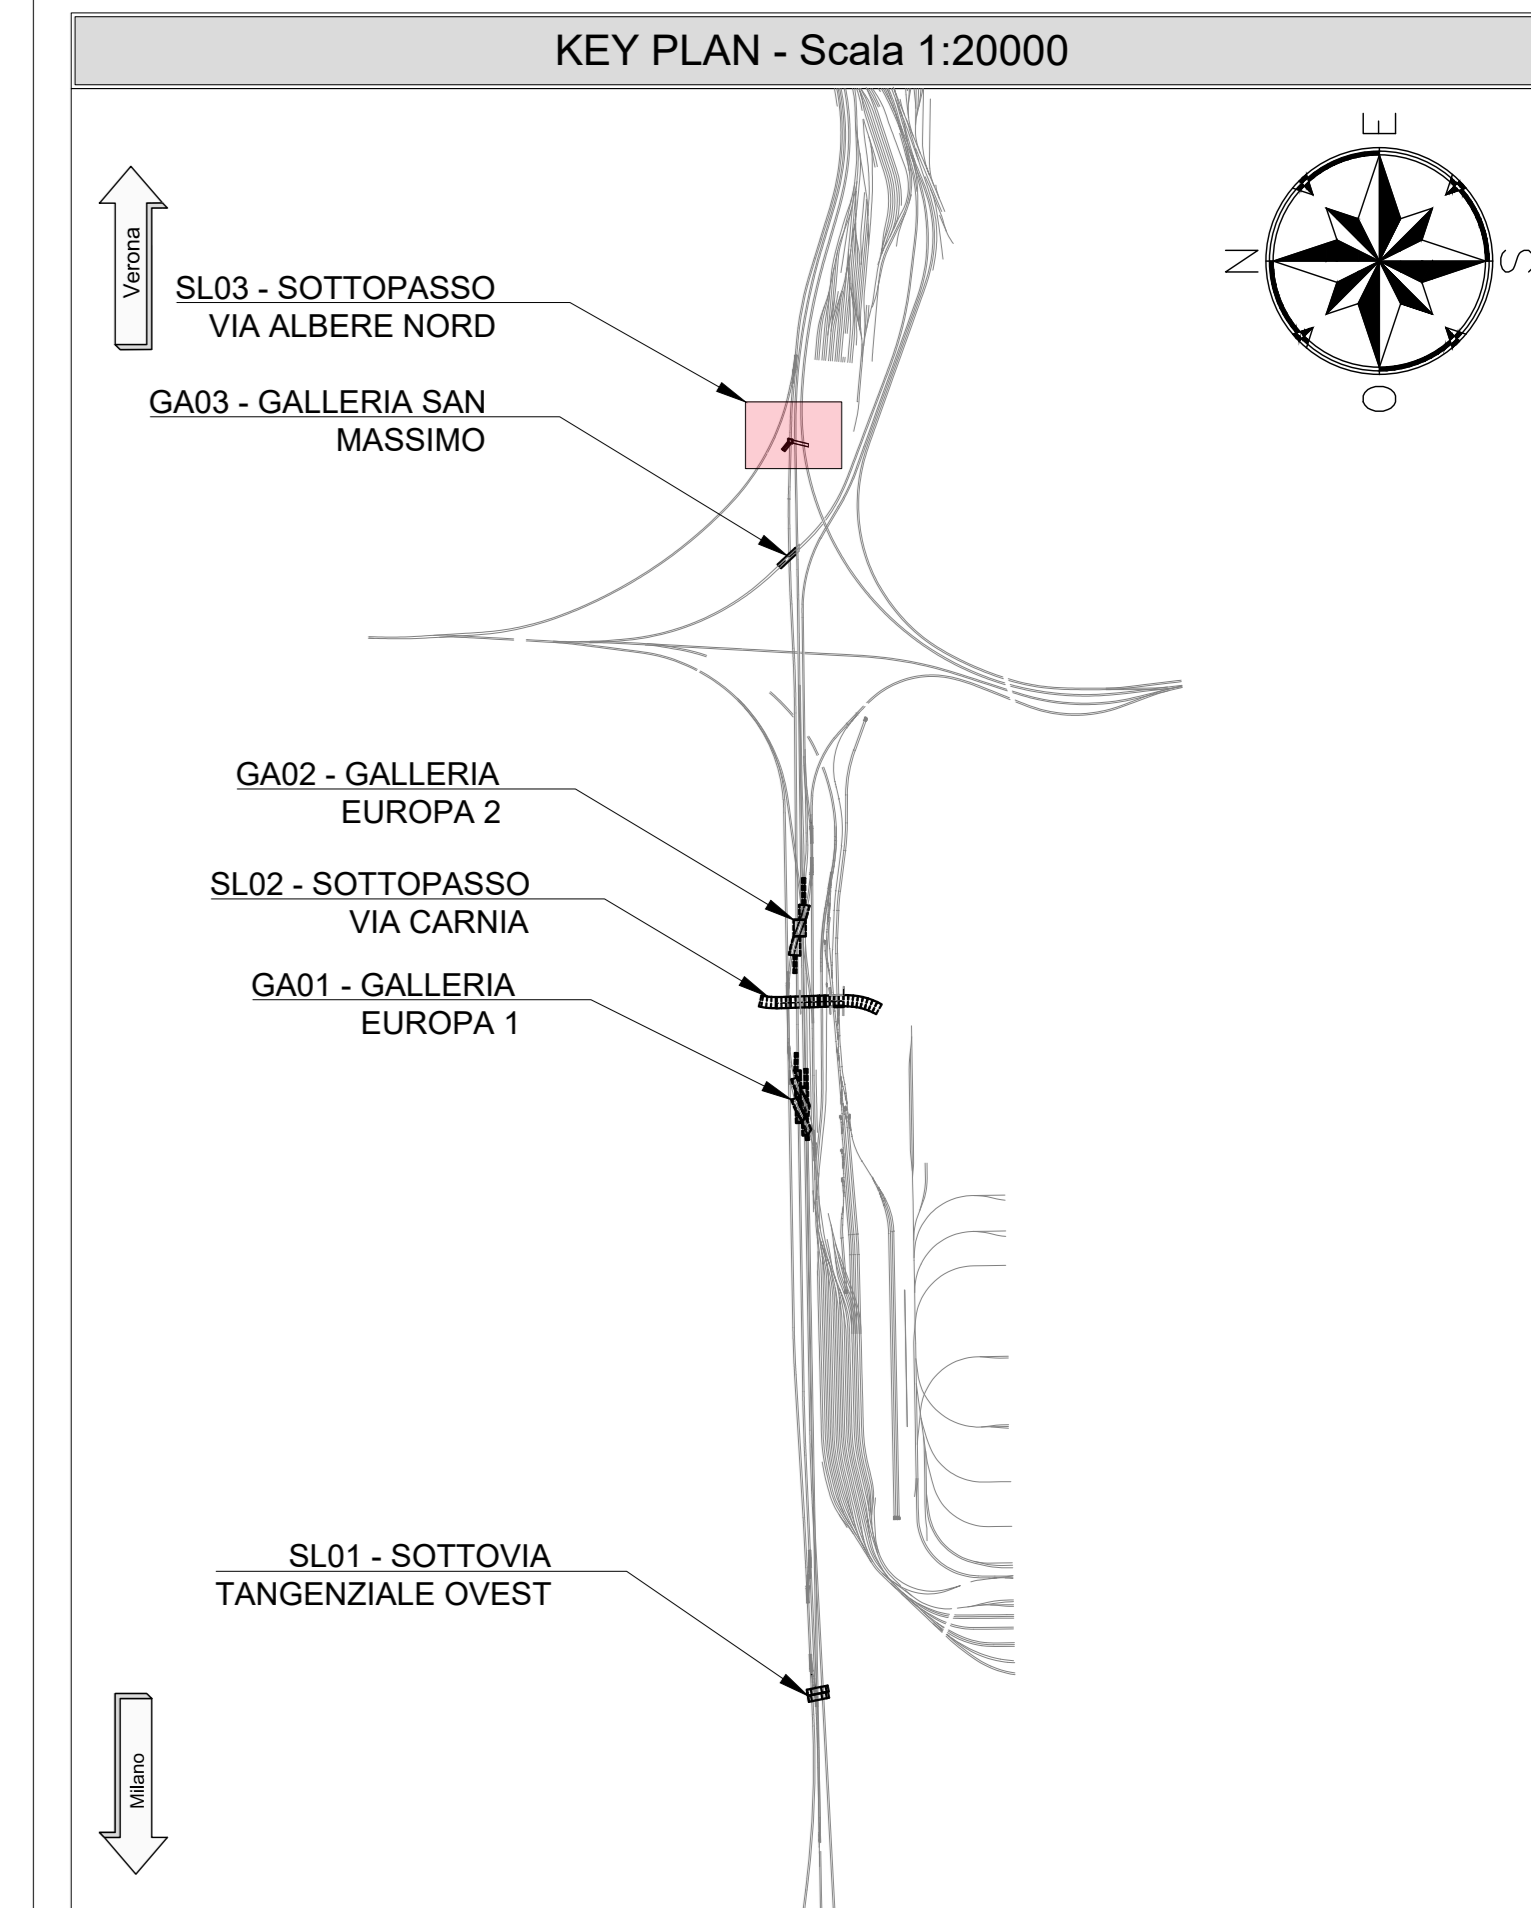 KEY PLAN - Scala 1:20000
E
N
S
O
Verona
SL03 - SOTTOPASSO
VIA ALBERE NORD
GA03 - GALLERIA SAN
MASSIMO
GA02 - GALLERIA
EUROPA 2
SL02 - SOTTOPASSO
VIA CARNIA
GA01 - GALLERIA
EUROPA 1
SL01 - SOTTOVIA
TANGENZIALE OVEST
Milano